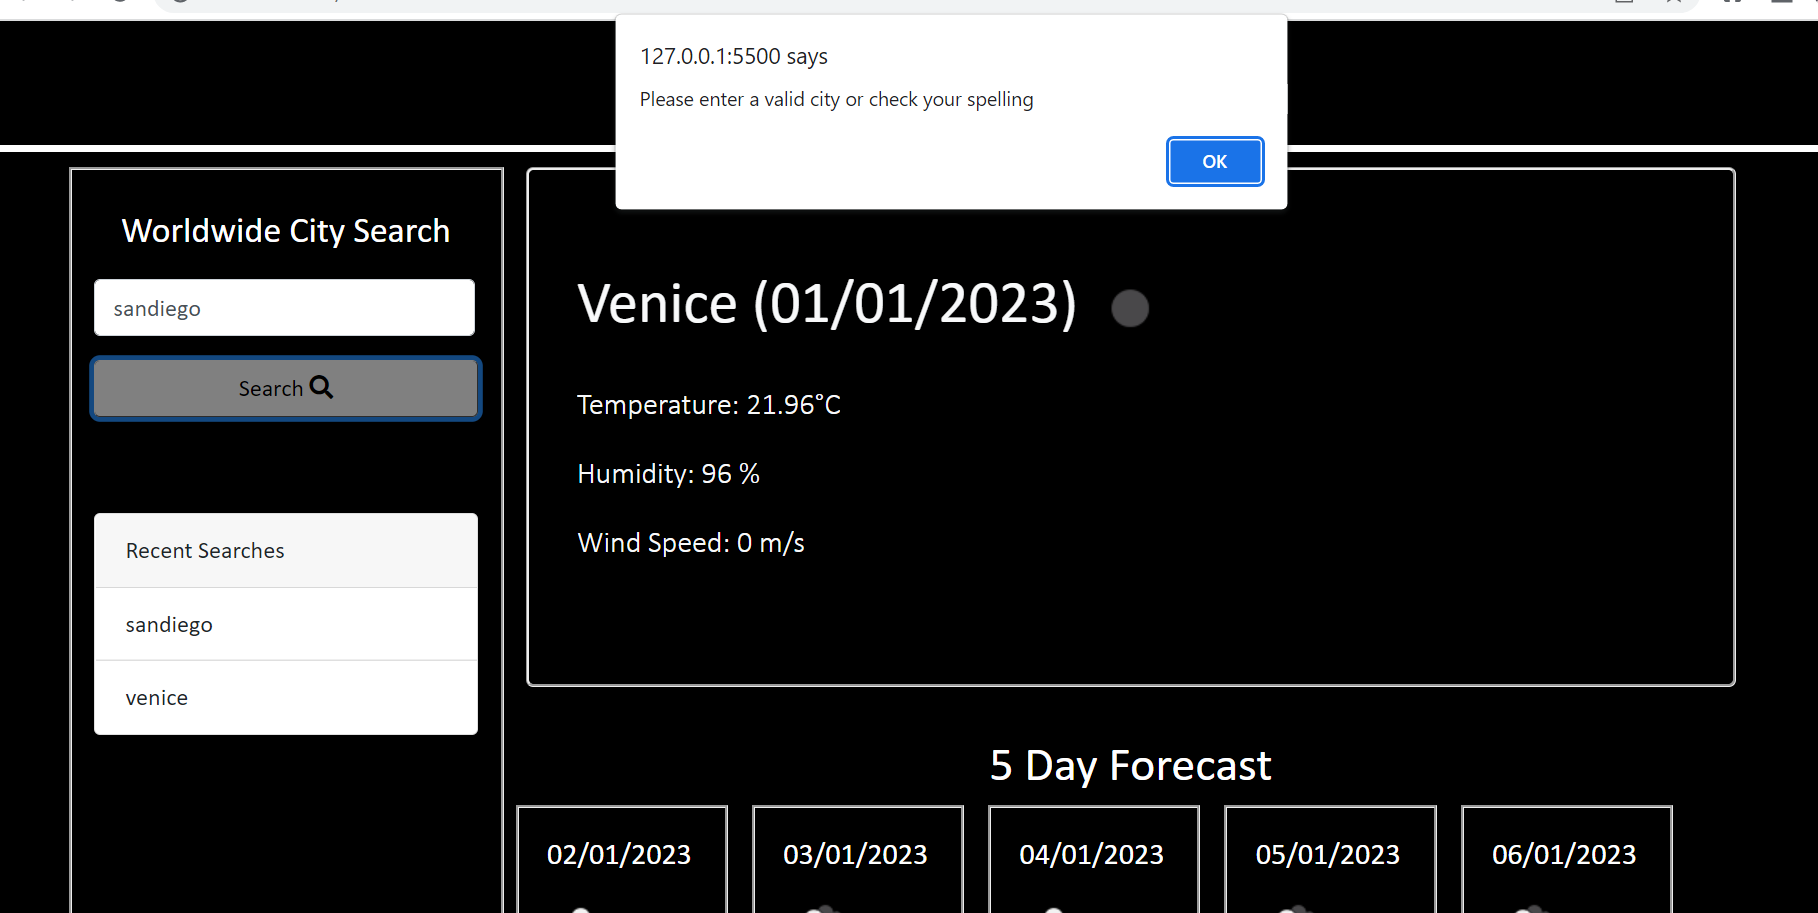 127.0.0.1:5500 says
Please enter a valid city or check your spelling
OK
Worldwide City Search
sandiego
Search
Recent Searches
sandiego
venice
Venice (01/01/2023)
Temperature: 21.96°C
Humidity: 96 %
Wind Speed: 0 m/s
5 Day Forecast
02/01/2023
03/01/2023
04/01/2023
05/01/2023
06/01/2023